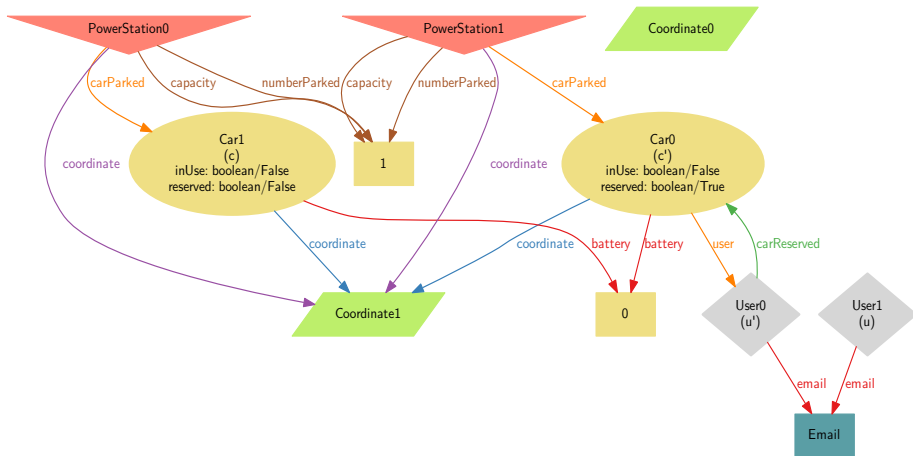 PowerStation0
PowerStation1
Coordinate0
carParked
capacity
numberParked
capacity
numberParked
carParked
Car1
(c)
inUse: boolean/False
reserved: boolean/False
1
Car0
(c')
inUse: boolean/False
reserved: boolean/True
coordinate
coordinate
coordinate
coordinate
battery
battery
user
carReserved
Coordinate1
0
User0
(u')
User1
(u)
email
email
Email